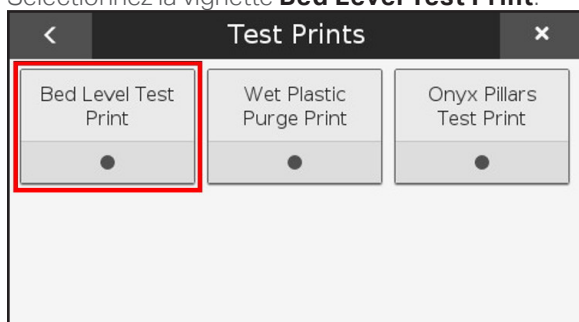 Sélectionnez la vignette Bed Level Test Print.
< Test Prints ×
Bed Level Test
Print
Wet Plastic
Purge Print
Onyx Pillars
Test Print